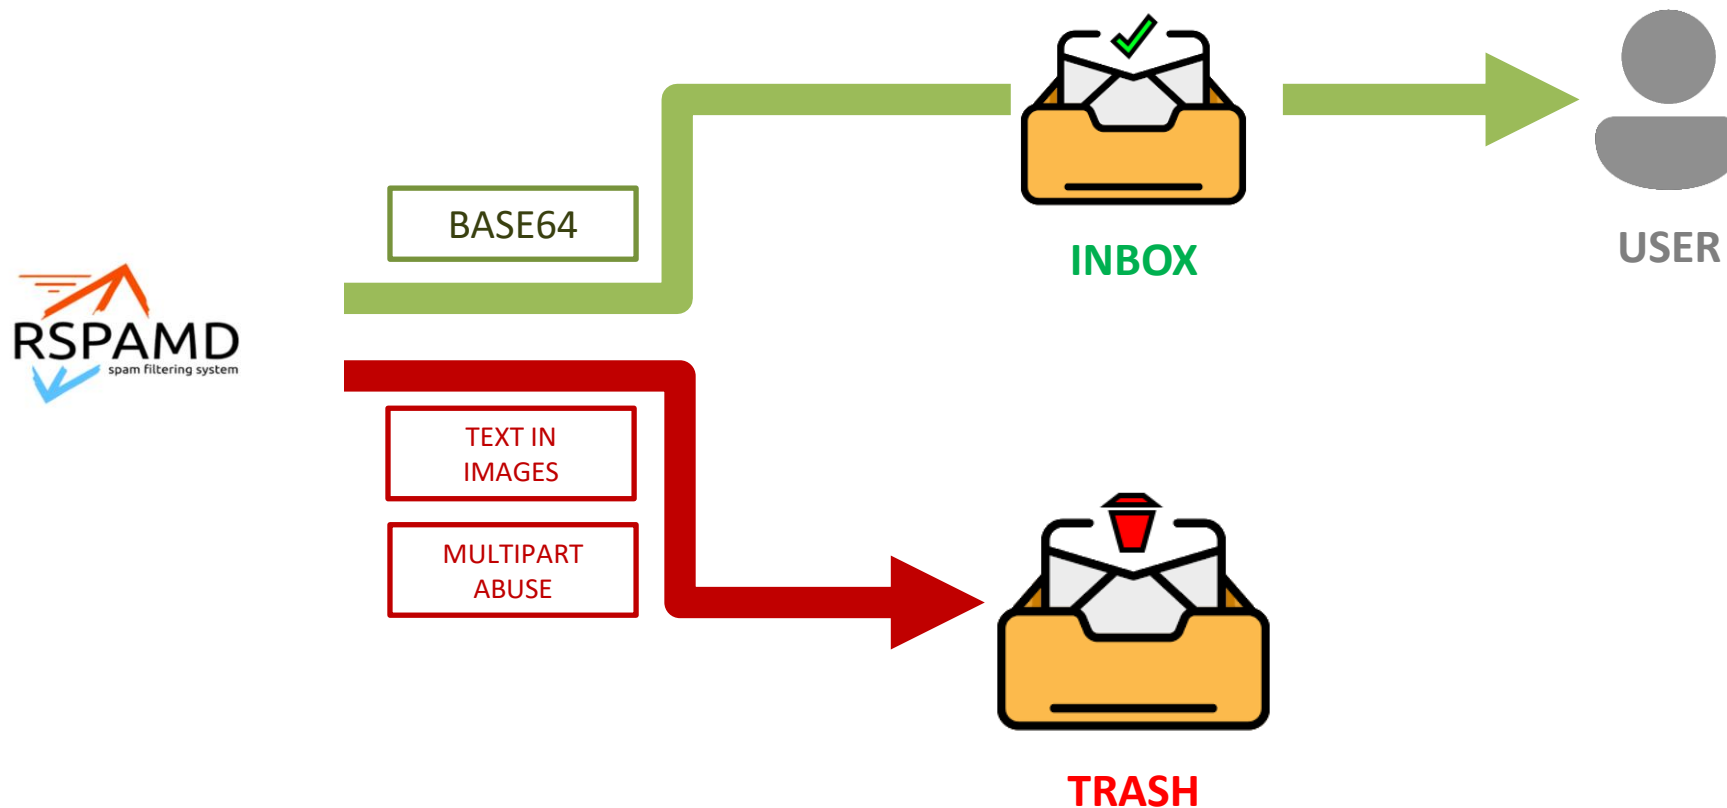 BASE64
INBOX
USER
RSPAMD
spam filtering system
TEXT IN
IMAGES
MULTIPART
ABUSE
TRASH